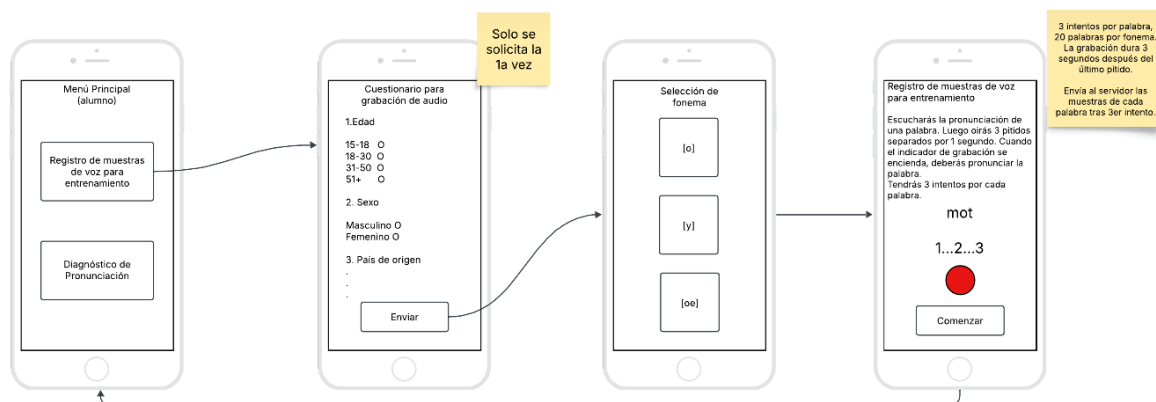 Menú Principal
(alumno)
Registro de muestras
de voz para
entrenamiento
Diagnóstico de
Pronunciación
Solo se
solicita la
1a vez
Cuestionario para
grabación de audio
1.Edad
15-18 O
18-30 O
31-50 O
51+ O
2. Sexo
Masculino O
Femenino O
3. País de origen
.
.
.
Enviar
Selección de
fonema
[o]
[y]
[oe]
3 intentos por palabra,
20 palabras por fonema.
La grabación dura 3
segundos después del
último pitido.
Envía al servidor las
muestras de cada
palabra tras 3er intento.
Registro de muestras de voz
para entrenamiento
Escucharás la pronunciación de
una palabra. Luego oirás 3 pitidos
separados por 1 segundo. Cuando
el indicador de grabación se
encienda, deberás pronunciar la
palabra.
Tendrás 3 intentos por cada
palabra.
mot
1...2...3
Comenzar